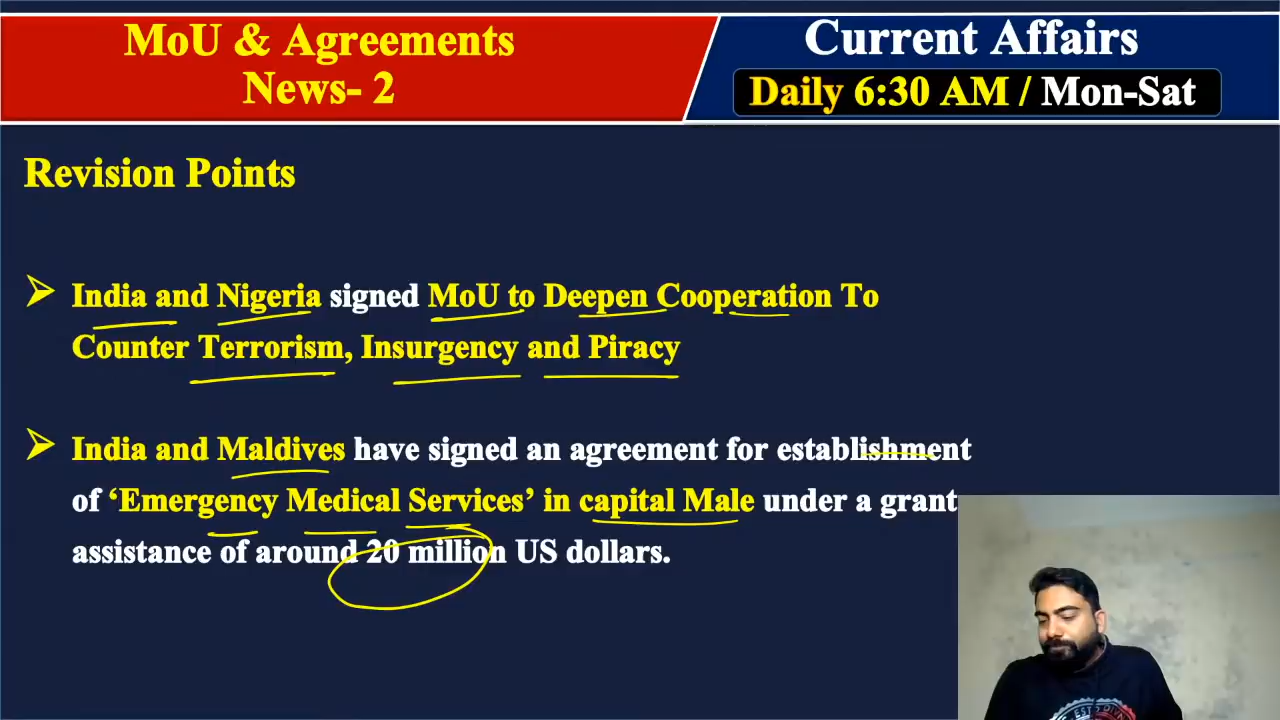 MoU & Agreements
News- 2
Current Affairs
Daily 6:30 AM / Mon-Sat
Revision Points
➢ India and Nigeria signed MoU to Deepen Cooperation To
Counter Terrorism, Insurgency and Piracy
➢ India and Maldives have signed an agreement for establishment
of ‘Emergency Medical Services’ in capital Male under a grant
assistance of around 20 million US dollars.